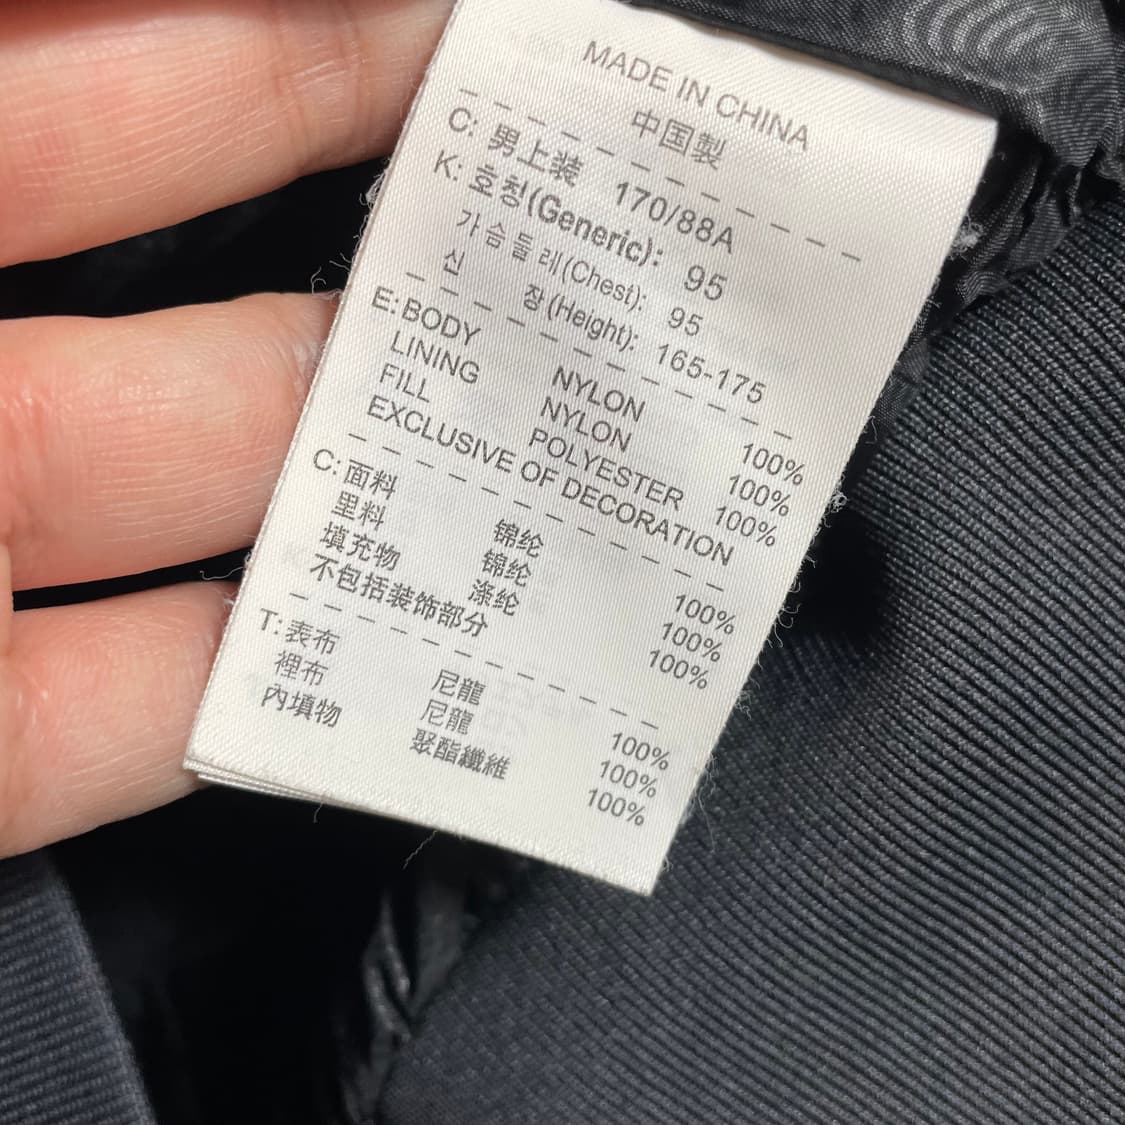 MADE IN CHINA
中国製
C: 男上装 170/88A
K: 호칭(Generic): 95
가슴둘레(Chest): 95
신 장(Height): 165-175
E: BODY NYLON 100%
LINING NYLON 100%
FILL POLYESTER 100%
EXCLUSIVE OF DECORATION
C: 面料 锦纶 100%
里料 锦纶 100%
填充物 涤纶 100%
不包括装饰部分
T: 表布 尼龍 100%
裡布 尼龍 100%
內填物 聚酯纖維 100%